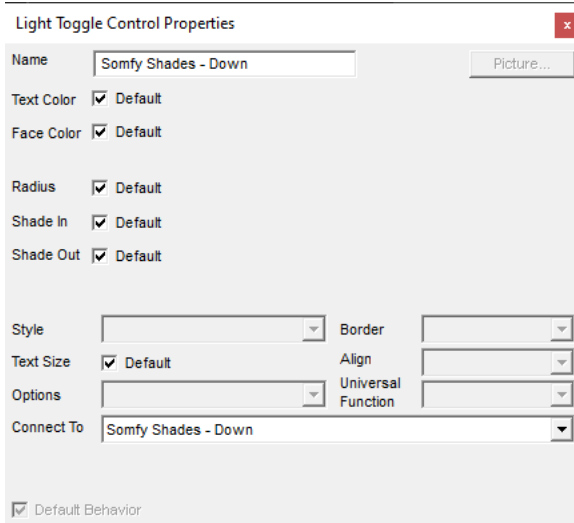 Light Toggle Control Properties x
Name Somfy Shades - Down Picture...
Text Color Default
Face Color Default
Radius Default
Shade In Default
Shade Out Default
Style Border
Text Size Default Align
Options Universal Function
Connect To Somfy Shades - Down
Default Behavior